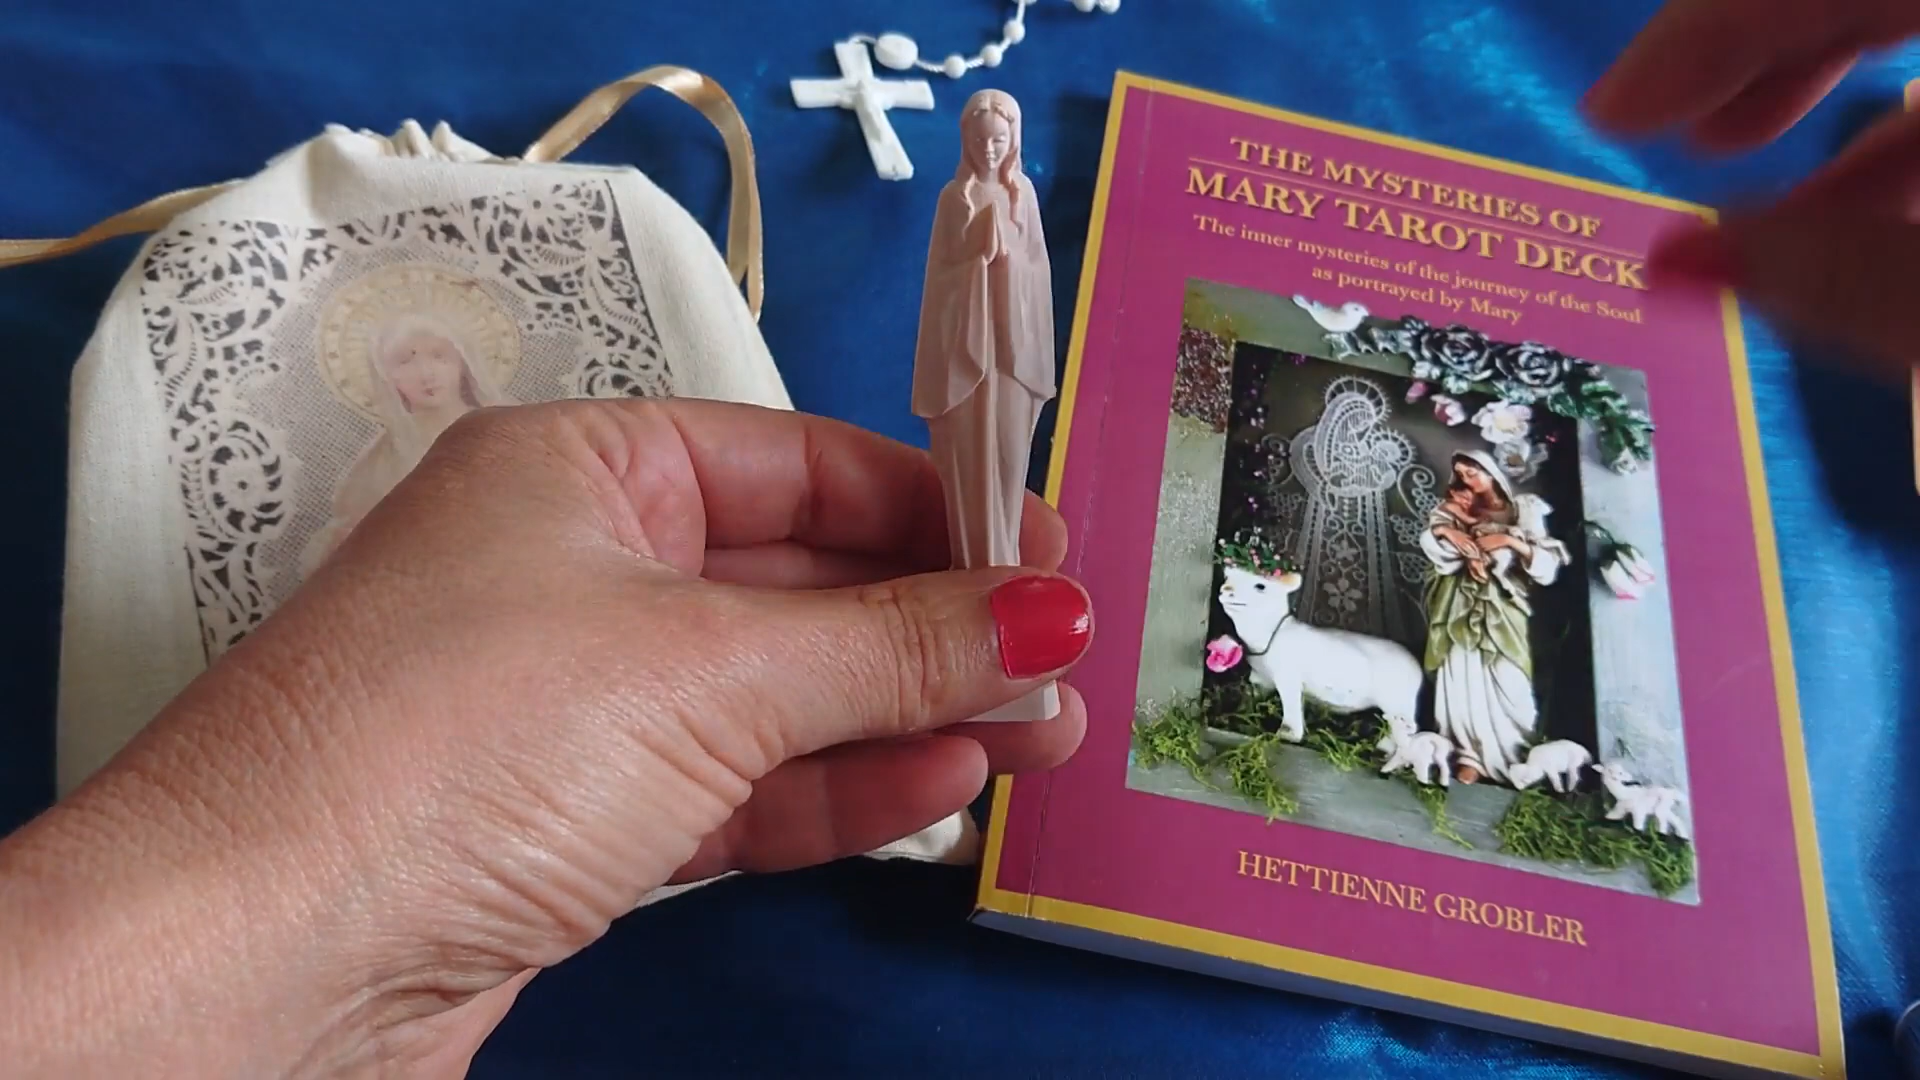 THE MYSTERIES OF
MARY TAROT DECK
The inner mysteries of the journey of the Soul
as portrayed by Mary
HETTIENNE GROBLER